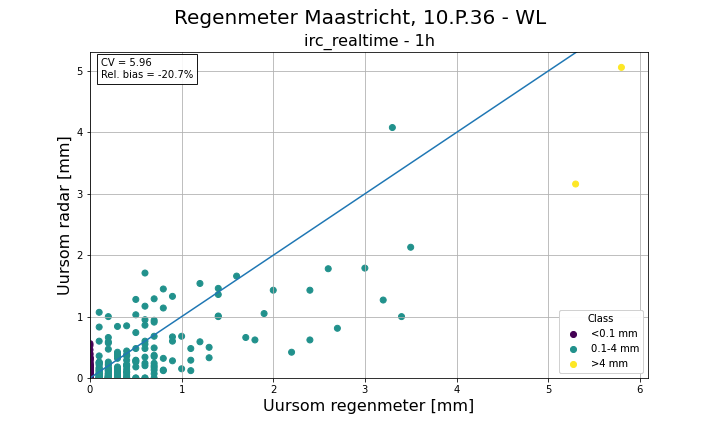 Regenmeter Maastricht, 10.P.36 - WL
irc_realtime - 1h
CV = 5.96
Rel. bias = -20.7%
Uursom radar [mm]
5
4
3
2
1
0
0 1 2 3 4 5 6
Uursom regenmeter [mm]
Class
<0.1 mm
0.1-4 mm
>4 mm